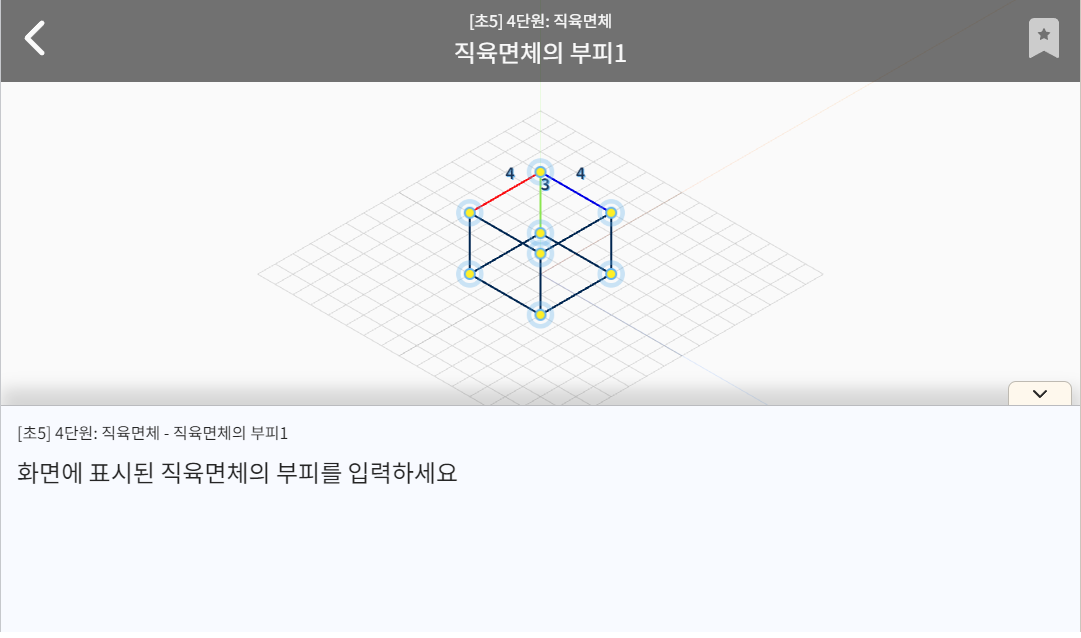 [초5] 4단원: 직육면체
직육면체의 부피1
4
4
3
[초5] 4단원: 직육면체 - 직육면체의 부피1
화면에 표시된 직육면체의 부피를 입력하세요